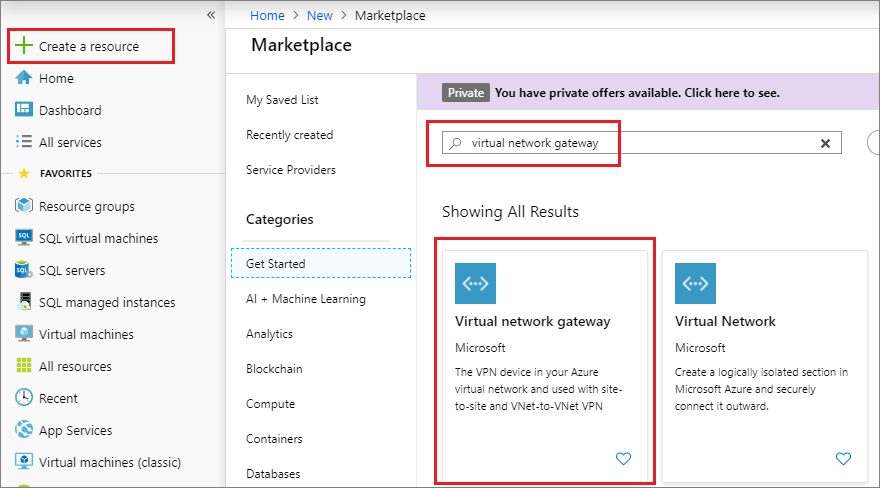 «
Create a resource
Home
Dashboard
All services
FAVORITES
Resource groups
SQL
SQL virtual machines
SQL
SQL servers
SQL managed instances
Virtual machines
All resources
Recent
App Services
Virtual machines (classic)
Home > New > Marketplace
Marketplace
My Saved List
Recently created
Service Providers
Categories
Get Started
AI + Machine Learning
Analytics
Blockchain
Compute
Containers
Databases
Private You have private offers available. Click here to see.
virtual network gateway
Showing All Results
Virtual network gateway
Microsoft
The VPN device in your Azure
virtual network and used with site-
to-site and VNet-to-VNet VPN
Virtual Network
Microsoft
Create a logically isolated section in
Microsoft Azure and securely
connect it outward.